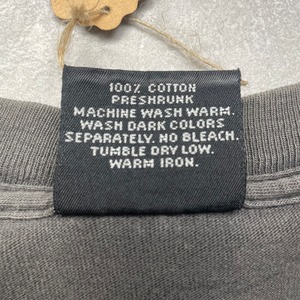 100% COTTON
PRESHRUNK
MACHINE WASH WARM.
WASH DARK COLORS
SEPARATELY. NO BLEACH.
TUMBLE DRY LOW.
WARM IRON.